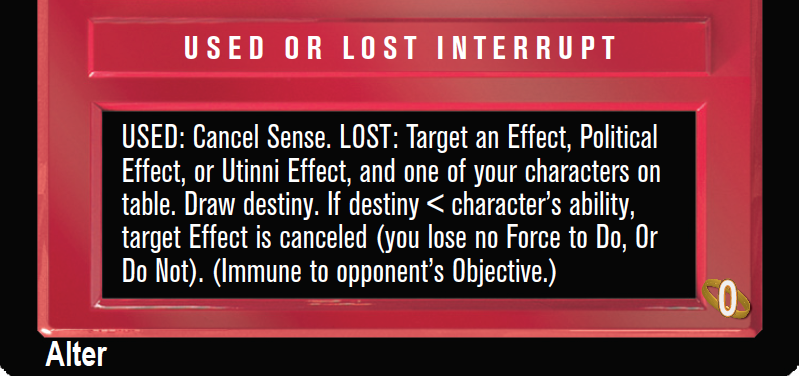 USED OR LOST INTERRUPT
USED: Cancel Sense. LOST: Target an Effect, Political
Effect, or Utinni Effect, and one of your characters on
table. Draw destiny. If destiny < character's ability,
target Effect is canceled (you lose no Force to Do, Or
Do Not). (Immune to opponent's Objective.)
0
Alter